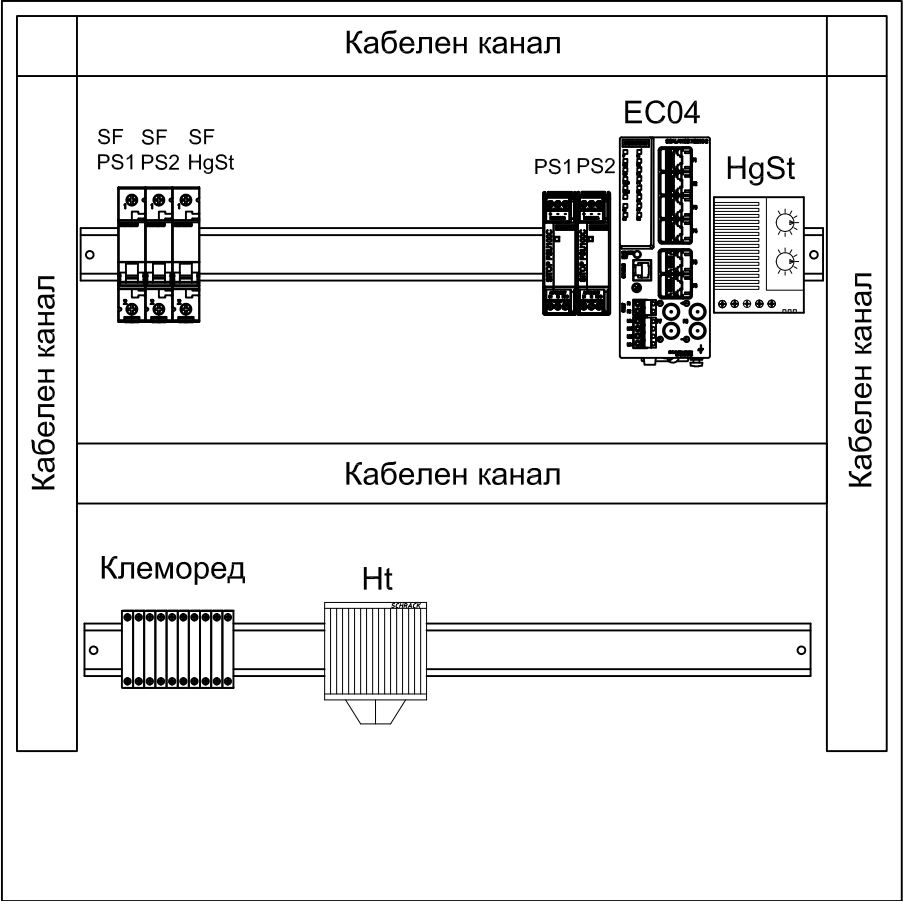 Кабелен канал
EC04
SF SF SF
PS1 PS2 HgSt
PS1 PS2
HgSt
Кабелен канал
Кабелен канал
Кабелен канал
Клеморед
Ht
SCHRACK